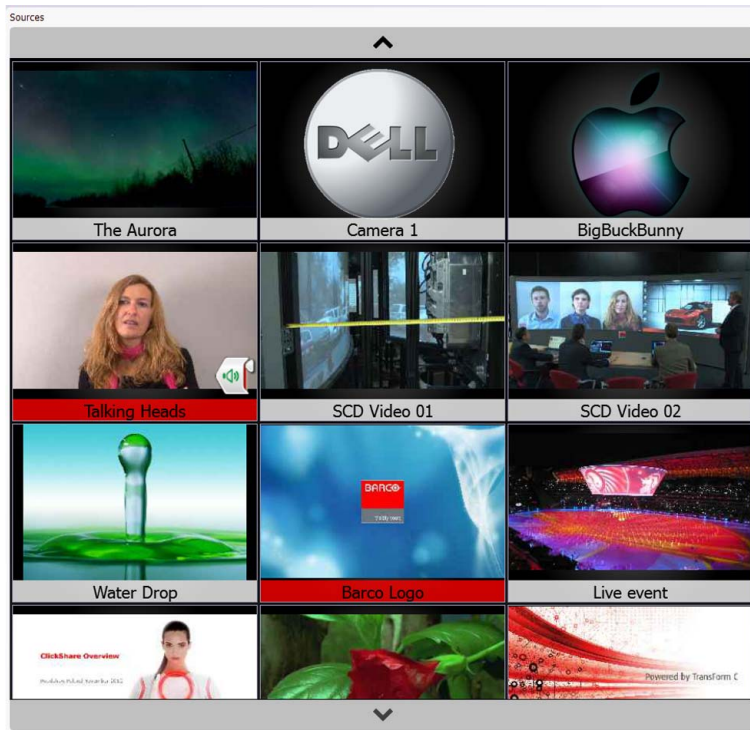 Sources
DELL
The Aurora
Camera 1
BigBuckBunny
Talking Heads
SCD Video 01
SCD Video 02
BARCO
Water Drop
Barco Logo
Live event
ClickShare Overview
Powered by TransForm C